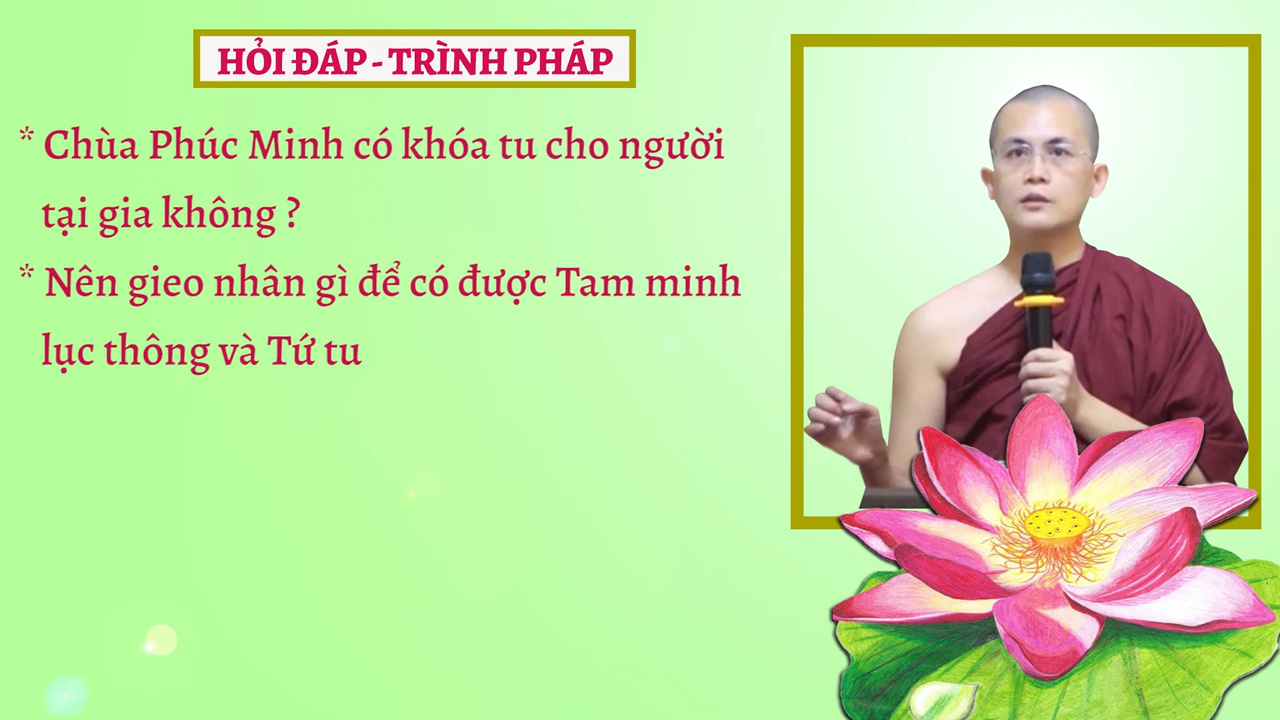 HỎI ĐÁP - TRÌNH PHÁP
* Chùa Phúc Minh có khóa tu cho người
tại gia không ?
* Nên gieo nhân gì để có được Tam minh
lục thông và Tứ tu